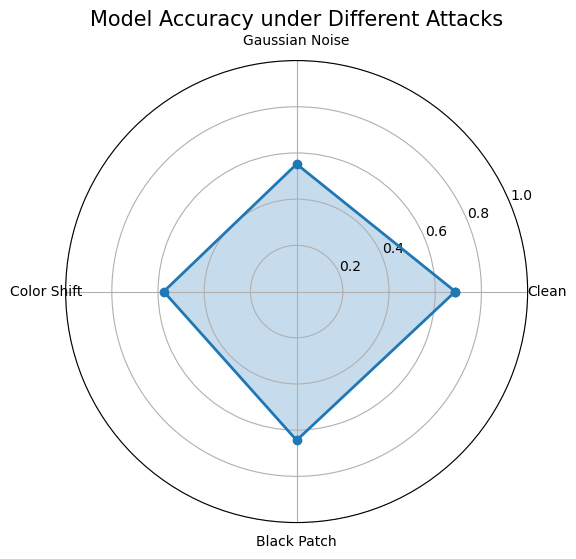 Model Accuracy under Different Attacks
Gaussian Noise
1.0
0.8
0.6
0.4
0.2
Color Shift
Clean
Black Patch